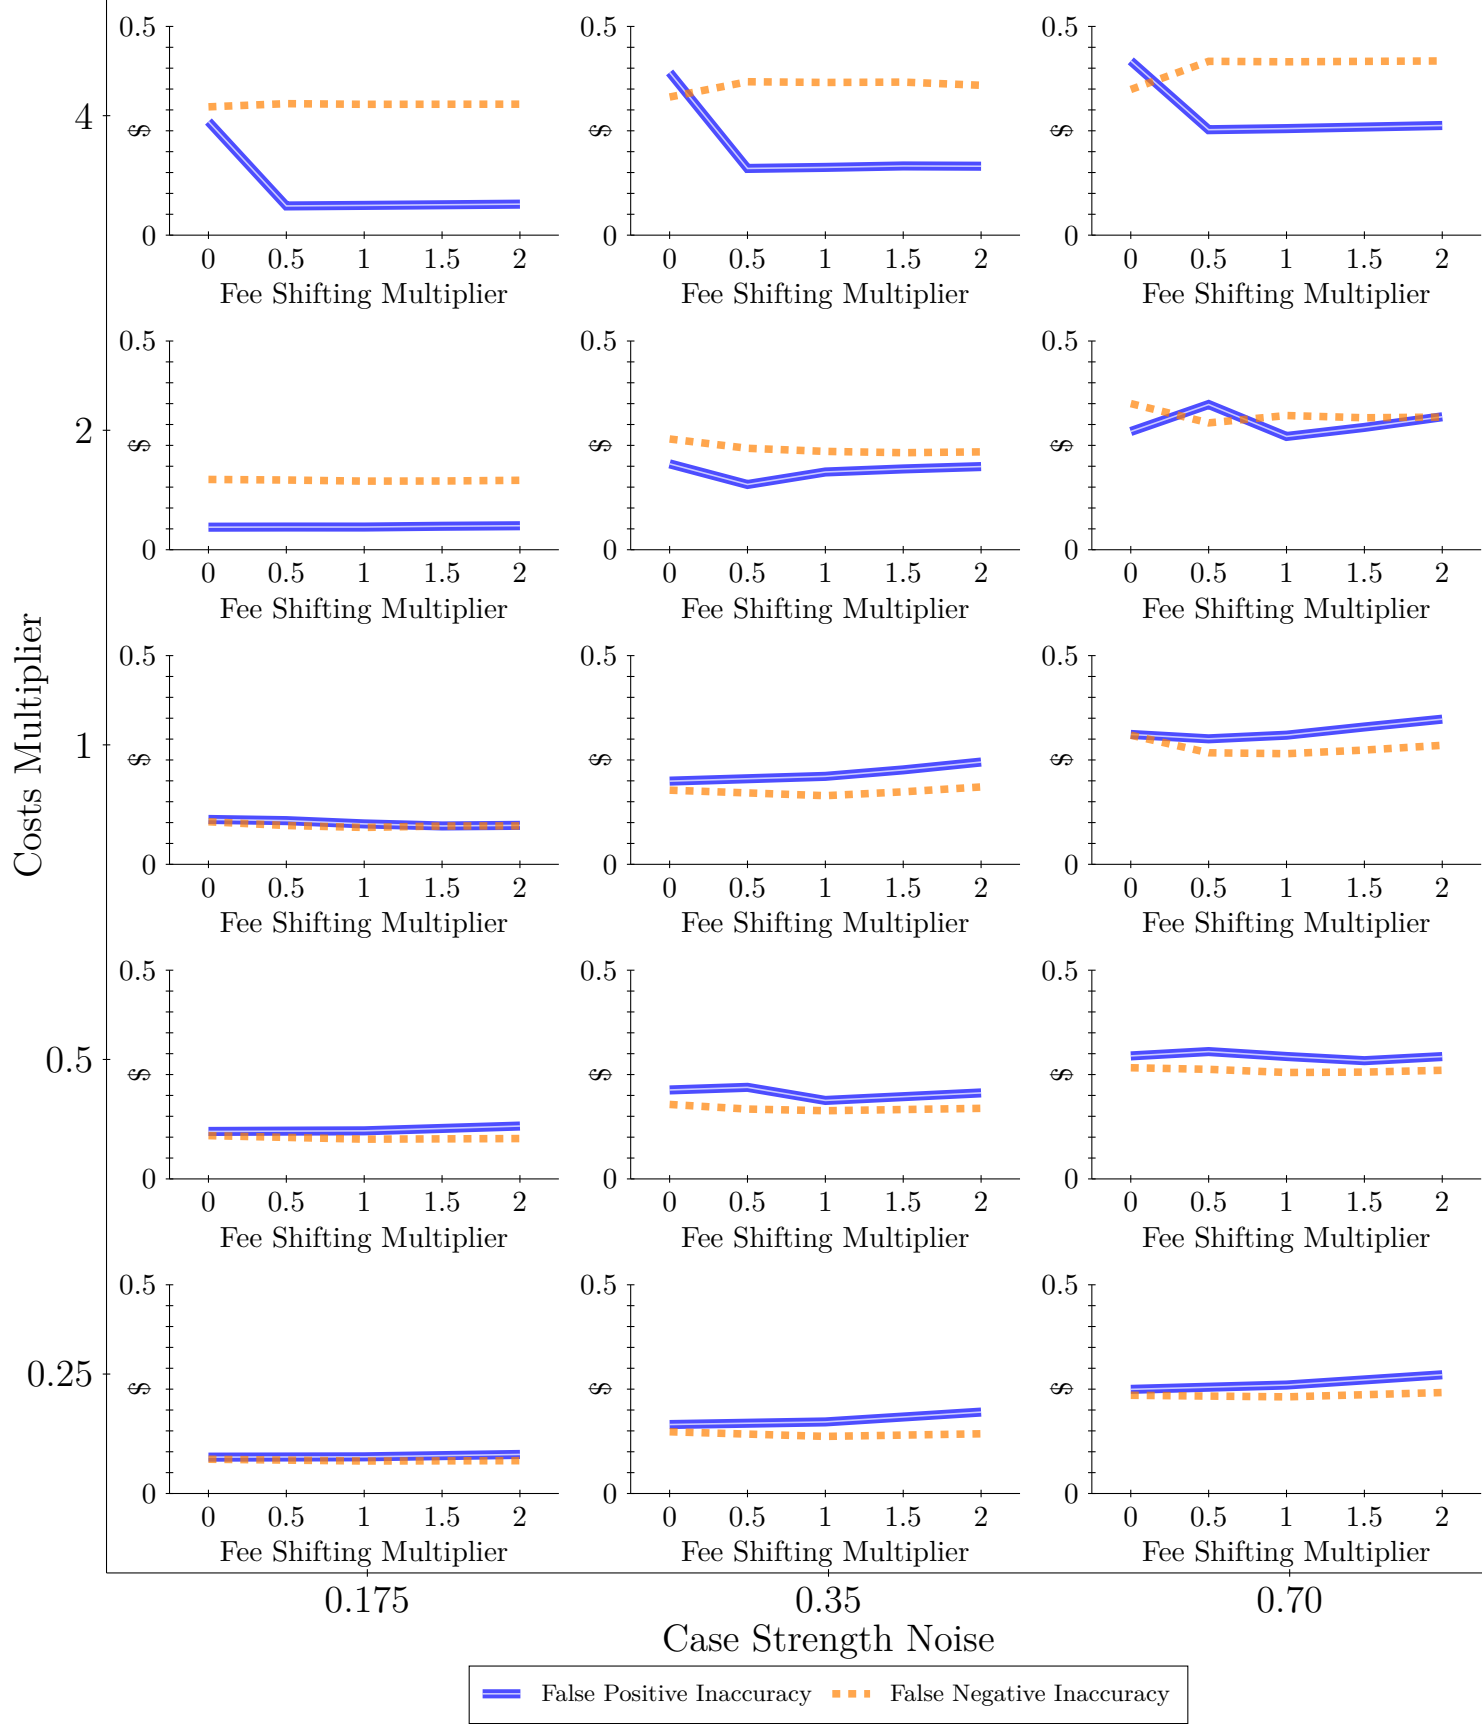 Costs Multiplier
4
0.5
$
0
0 0.5 1 1.5 2
Fee Shifting Multiplier
0.5
$
0
0 0.5 1 1.5 2
Fee Shifting Multiplier
0.5
$
0
0 0.5 1 1.5 2
Fee Shifting Multiplier
2
0.5
$
0
0 0.5 1 1.5 2
Fee Shifting Multiplier
0.5
$
0
0 0.5 1 1.5 2
Fee Shifting Multiplier
0.5
$
0
0 0.5 1 1.5 2
Fee Shifting Multiplier
1
0.5
$
0
0 0.5 1 1.5 2
Fee Shifting Multiplier
0.5
$
0
0 0.5 1 1.5 2
Fee Shifting Multiplier
0.5
$
0
0 0.5 1 1.5 2
Fee Shifting Multiplier
0.5
0.5
$
0
0 0.5 1 1.5 2
Fee Shifting Multiplier
0.5
$
0
0 0.5 1 1.5 2
Fee Shifting Multiplier
0.5
$
0
0 0.5 1 1.5 2
Fee Shifting Multiplier
0.25
0.5
$
0
0 0.5 1 1.5 2
Fee Shifting Multiplier
0.5
$
0
0 0.5 1 1.5 2
Fee Shifting Multiplier
0.5
$
0
0 0.5 1 1.5 2
Fee Shifting Multiplier
0.175 0.35 0.70
Case Strength Noise
False Positive Inaccuracy False Negative Inaccuracy